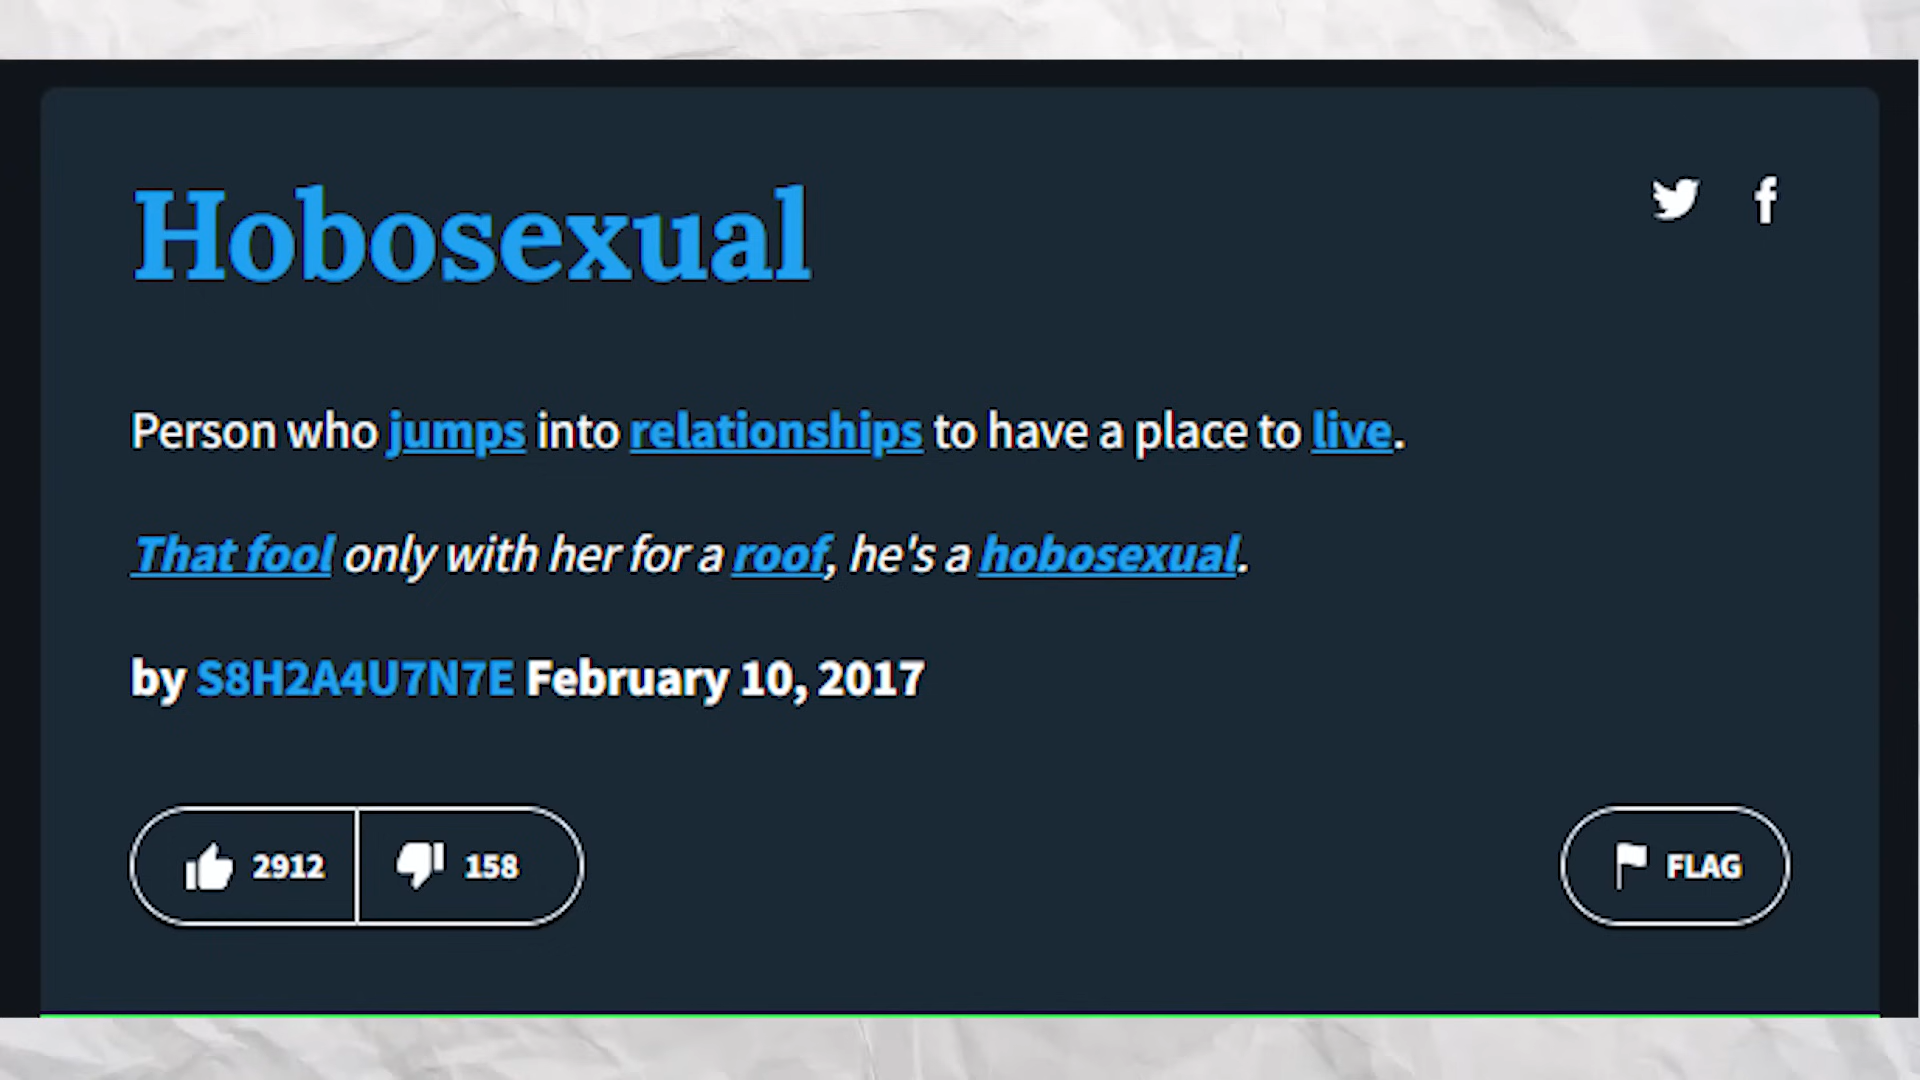 Hobosexual
Person who jumps into relationships to have a place to live.
That fool only with her for a roof, he's a hobosexual.
by S8H2A4U7N7E February 10, 2017
2912 158 FLAG